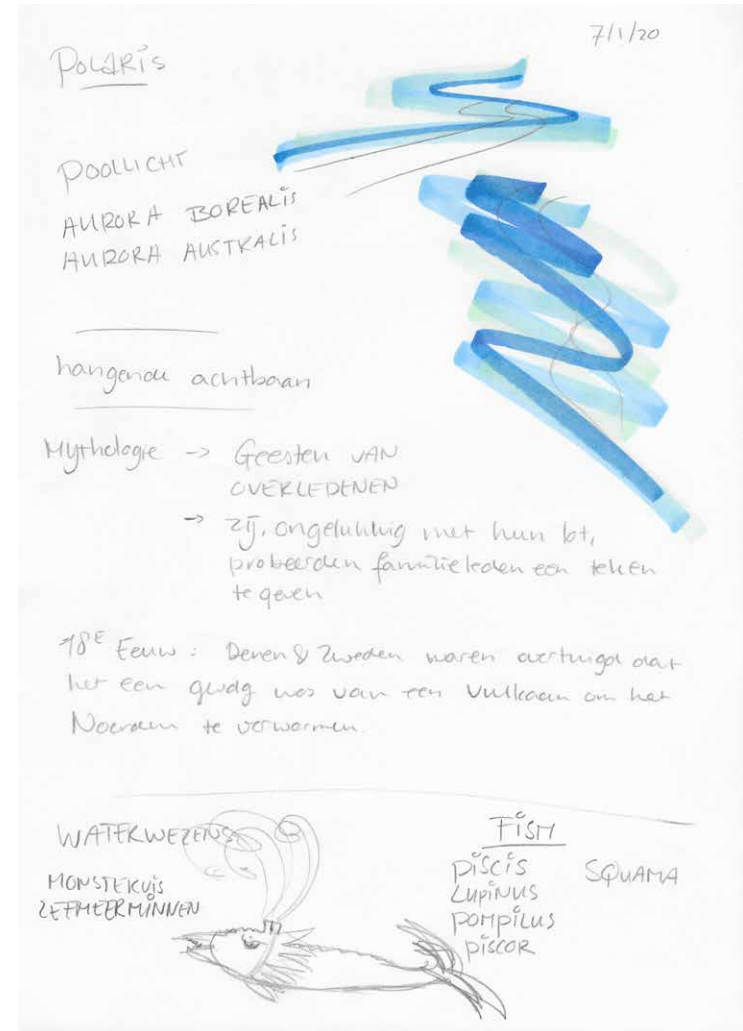 7/1/20
POLARIS
POOLLICHT
AURORA BOREALIS
AURORA AUSTRALIS
hangende achtbaan
Mythologie -> Geesten VAN
OVERLEDENEN
-> zij, ongelukkig met hun lot,
probeerden familieleden een teken
te geven
18E Eeuw : Denen & Zweden waren overtuigd dat
het een was van een Vulkaan om het
Noorden te verwarmen.
WATERWEZENS
MONSTERVIS
ZEEMEERMINNEN
FISH
PISCIS
LUPINUS
POMPILUS
PISCOR
SQUAMA